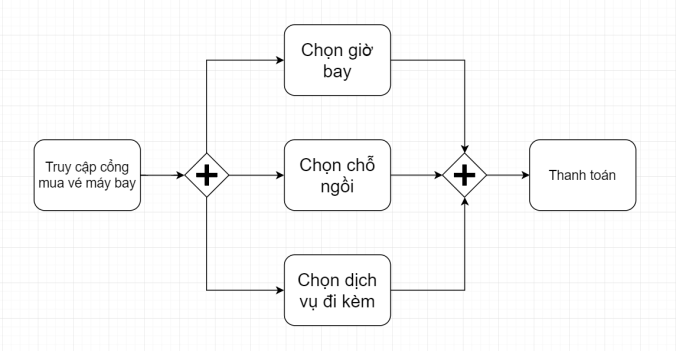 Chọn giờ
bay
Truy cập cổng
mua vé máy bay
Chọn chỗ
ngồi
Thanh toán
Chọn dịch
vụ đi kèm